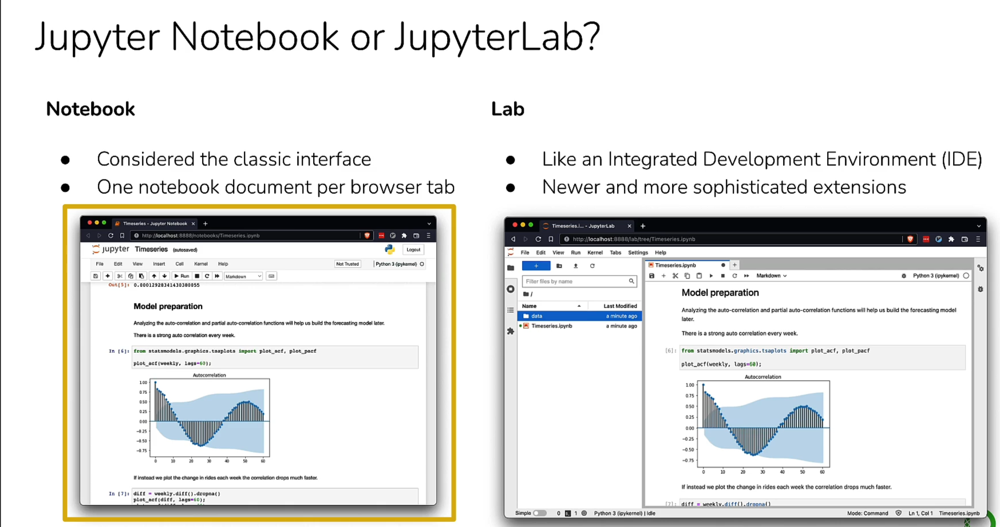 Jupyter Notebook or JupyterLab?
Notebook
● Considered the classic interface
● One notebook document per browser tab
Timeseries - Jupyter Notebook
http://localhost:8888/notebooks/Timeseries.ipynb
jupyter Timeseries (autosaved)
Logout
File Edit View Insert Cell Kernel Help
Not Trusted
Python 3 (ipykernel)
Run
Markdown
Out[5]: 0.00012928341430380055
Model preparation
Analyzing the auto-correlation and partial auto-correlation functions will help us build the forecasting model later.
There is a strong auto correlation every week.
In [6]: from statsmodels.graphics.tsaplots import plot_acf, plot_pacf
plot_acf(weekly, lags=60);
Autocorrelation
1.00
0.75
0.50
0.25
0.00
−0.25
−0.50
−0.75
0 10 20 30 40 50 60
If instead we plot the change in rides each week the correlation drops much faster.
In [7]: diff = weekly.diff().dropna()
plot_acf(diff, lags=60);
Lab
● Like an Integrated Development Environment (IDE)
● Newer and more sophisticated extensions
Timeseries.i... - JupyterLab
http://localhost:8888/lab/tree/Timeseries.ipynb
File Edit View Run Kernel Tabs Settings Help
Filter files by name
/
Name Last Modified
data a minute ago
Timeseries.ipynb a minute ago
Timeseries.ipynb
Markdown
Python 3 (ipykernel)
Model preparation
Analyzing the auto-correlation and partial auto-correlation functions will help us build the forecasting model
later.
There is a strong auto correlation every week.
[6]: from statsmodels.graphics.tsaplots import plot_acf, plot_pacf
plot_acf(weekly, lags=60);
Autocorrelation
1.00
0.75
0.50
0.25
0.00
−0.25
−0.50
−0.75
0 10 20 30 40 50 60
If instead we plot the change in rides each week the correlation drops much faster.
[7]: diff = weekly.diff().dropna()
Simple 0 1 Python 3 (ipykernel) | Idle
Mode: Command Ln 1, Col 1 Timeseries.ipynb